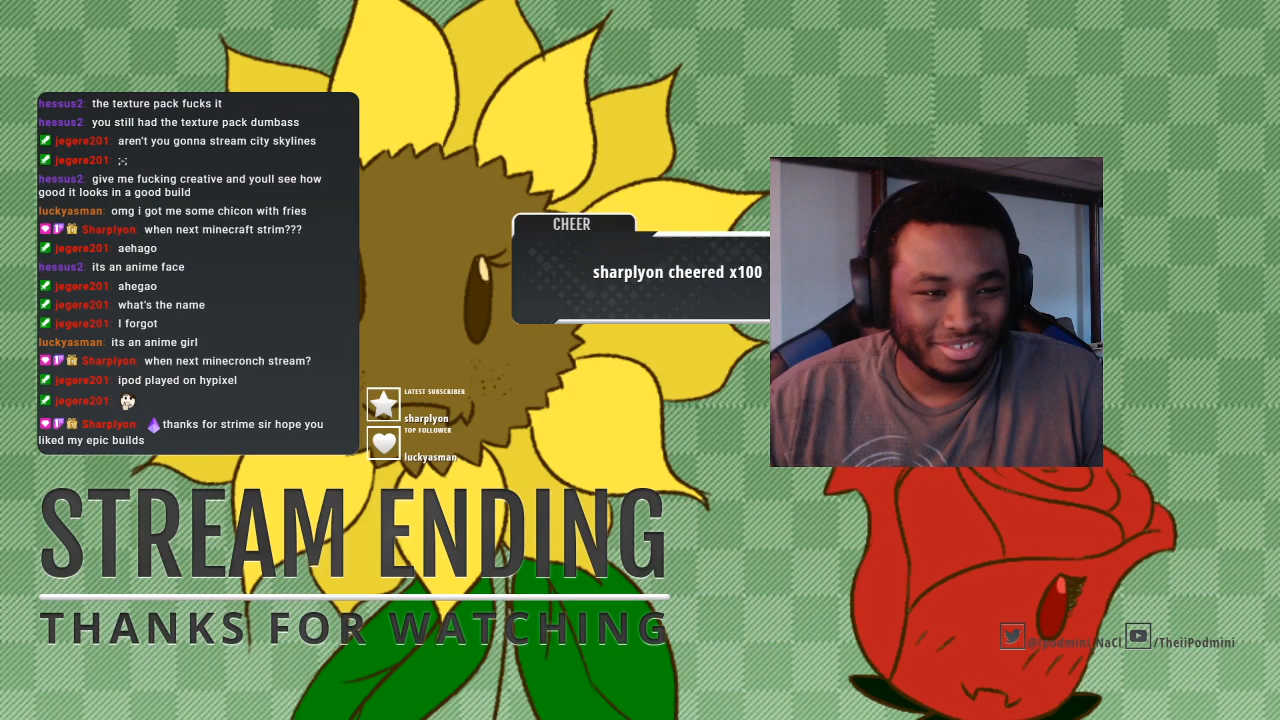 hessus2: the texture pack fucks it
hessus2: you still had the texture pack dumbass
jegere201: aren't you gonna stream city skylines
jegere201: ;-;
hessus2: give me fucking creative and youll see how
good it looks in a good build
luckyasman: omg i got me some chicon with fries
Sharplyon: when next minecraft strim???
jegere201: aehago
hessus2: its an anime face
jegere201: ahegao
jegere201: what's the name
jegere201: I forgot
luckyasman: its an anime girl
Sharplyon: when next minecronch stream?
jegere201: ipod played on hypixel
jegere201:
Sharplyon: thanks for strime sir hope you
liked my epic builds
CHEER
sharplyon cheered x100
LATEST SUBSCRIBER
sharplyon
TOP FOLLOWER
luckyasman
STREAM ENDING
THANKS FOR WATCHING
@Ipodmini_NaCl
/TheiiPodmini